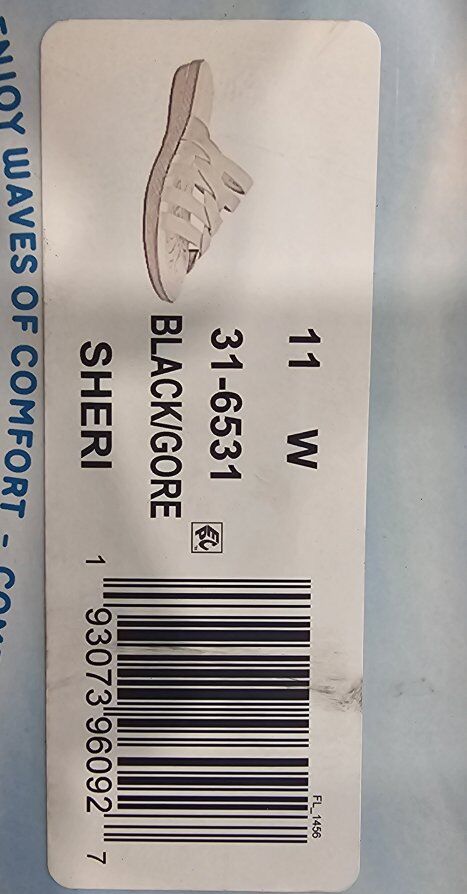 11 W
31-6531
BLACK/GORE
SHERI
FL_1456
1 93073 96092 7
ENJOY WAVES OF COMFORT -